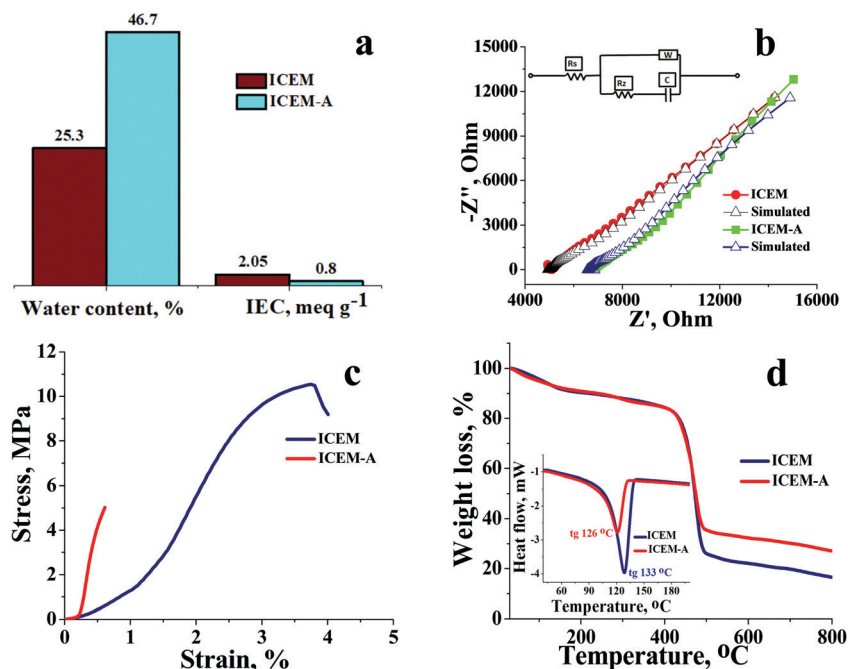 46.7
a
ICEM
ICEM-A
25.3
2.05
0.8
Water content, %
IEC, meq g-1
b
15000
12000
9000
6000
3000
0
-Z", Ohm
Rs
W
Rz
C
ICEM
Simulated
ICEM-A
Simulated
4000
8000
12000
16000
Z', Ohm
c
12
10
8
6
4
2
0
Stress, MPa
ICEM
ICEM-A
0
1
2
3
4
5
Strain, %
d
100
80
60
40
20
0
Weight loss, %
ICEM
ICEM-A
-1
-2
-3
-4
Heat flow, mW
tg 126 °C
ICEM
ICEM-A
tg 133 °C
60
90
120
150
180
Temperature, °C
200
400
600
800
Temperature, °C